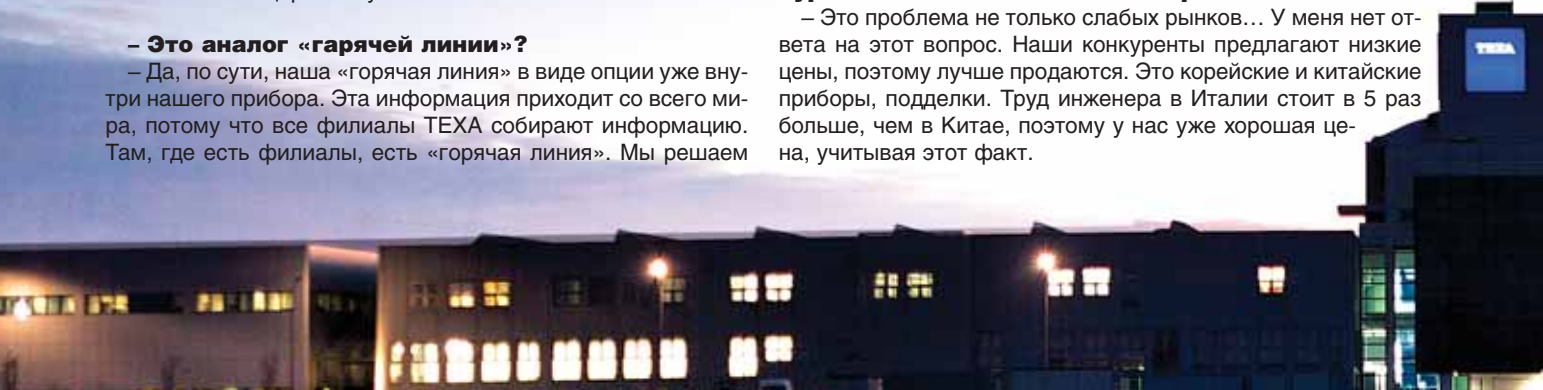 – Это аналог «гарячей линии»?
– Да, по сути, наша «горячая линия» в виде опции уже вну-
три нашего прибора. Эта информация приходит со всего ми-
ра, потому что все филиалы TEXA собирают информацию.
Там, где есть филиалы, есть «горячая линия». Мы решаем
– Это проблема не только слабых рынков… У меня нет от-
вета на этот вопрос. Наши конкуренты предлагают низкие
цены, поэтому лучше продаются. Это корейские и китайские
приборы, подделки. Труд инженера в Италии стоит в 5 раз
больше, чем в Китае, поэтому у нас уже хорошая це-
на, учитывая этот факт.
TEXA